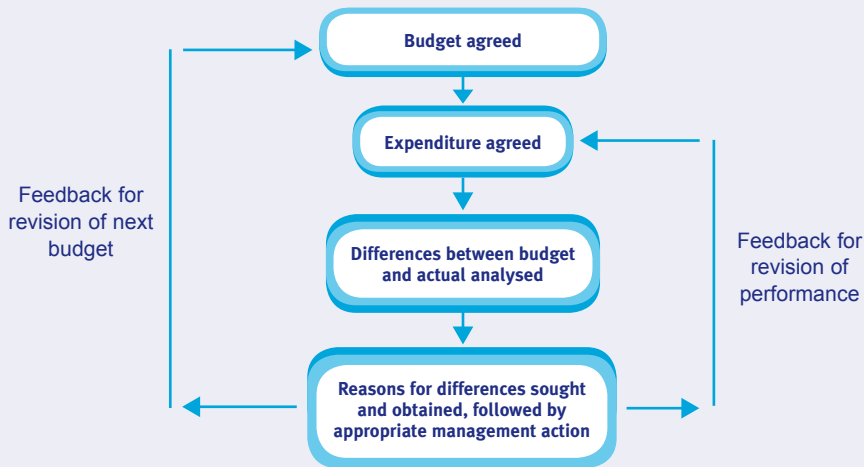 Budget agreed
Expenditure agreed
Feedback for
revision of next
budget
Differences between budget
and actual analysed
Feedback for
revision of
performance
Reasons for differences sought
and obtained, followed by
appropriate management action